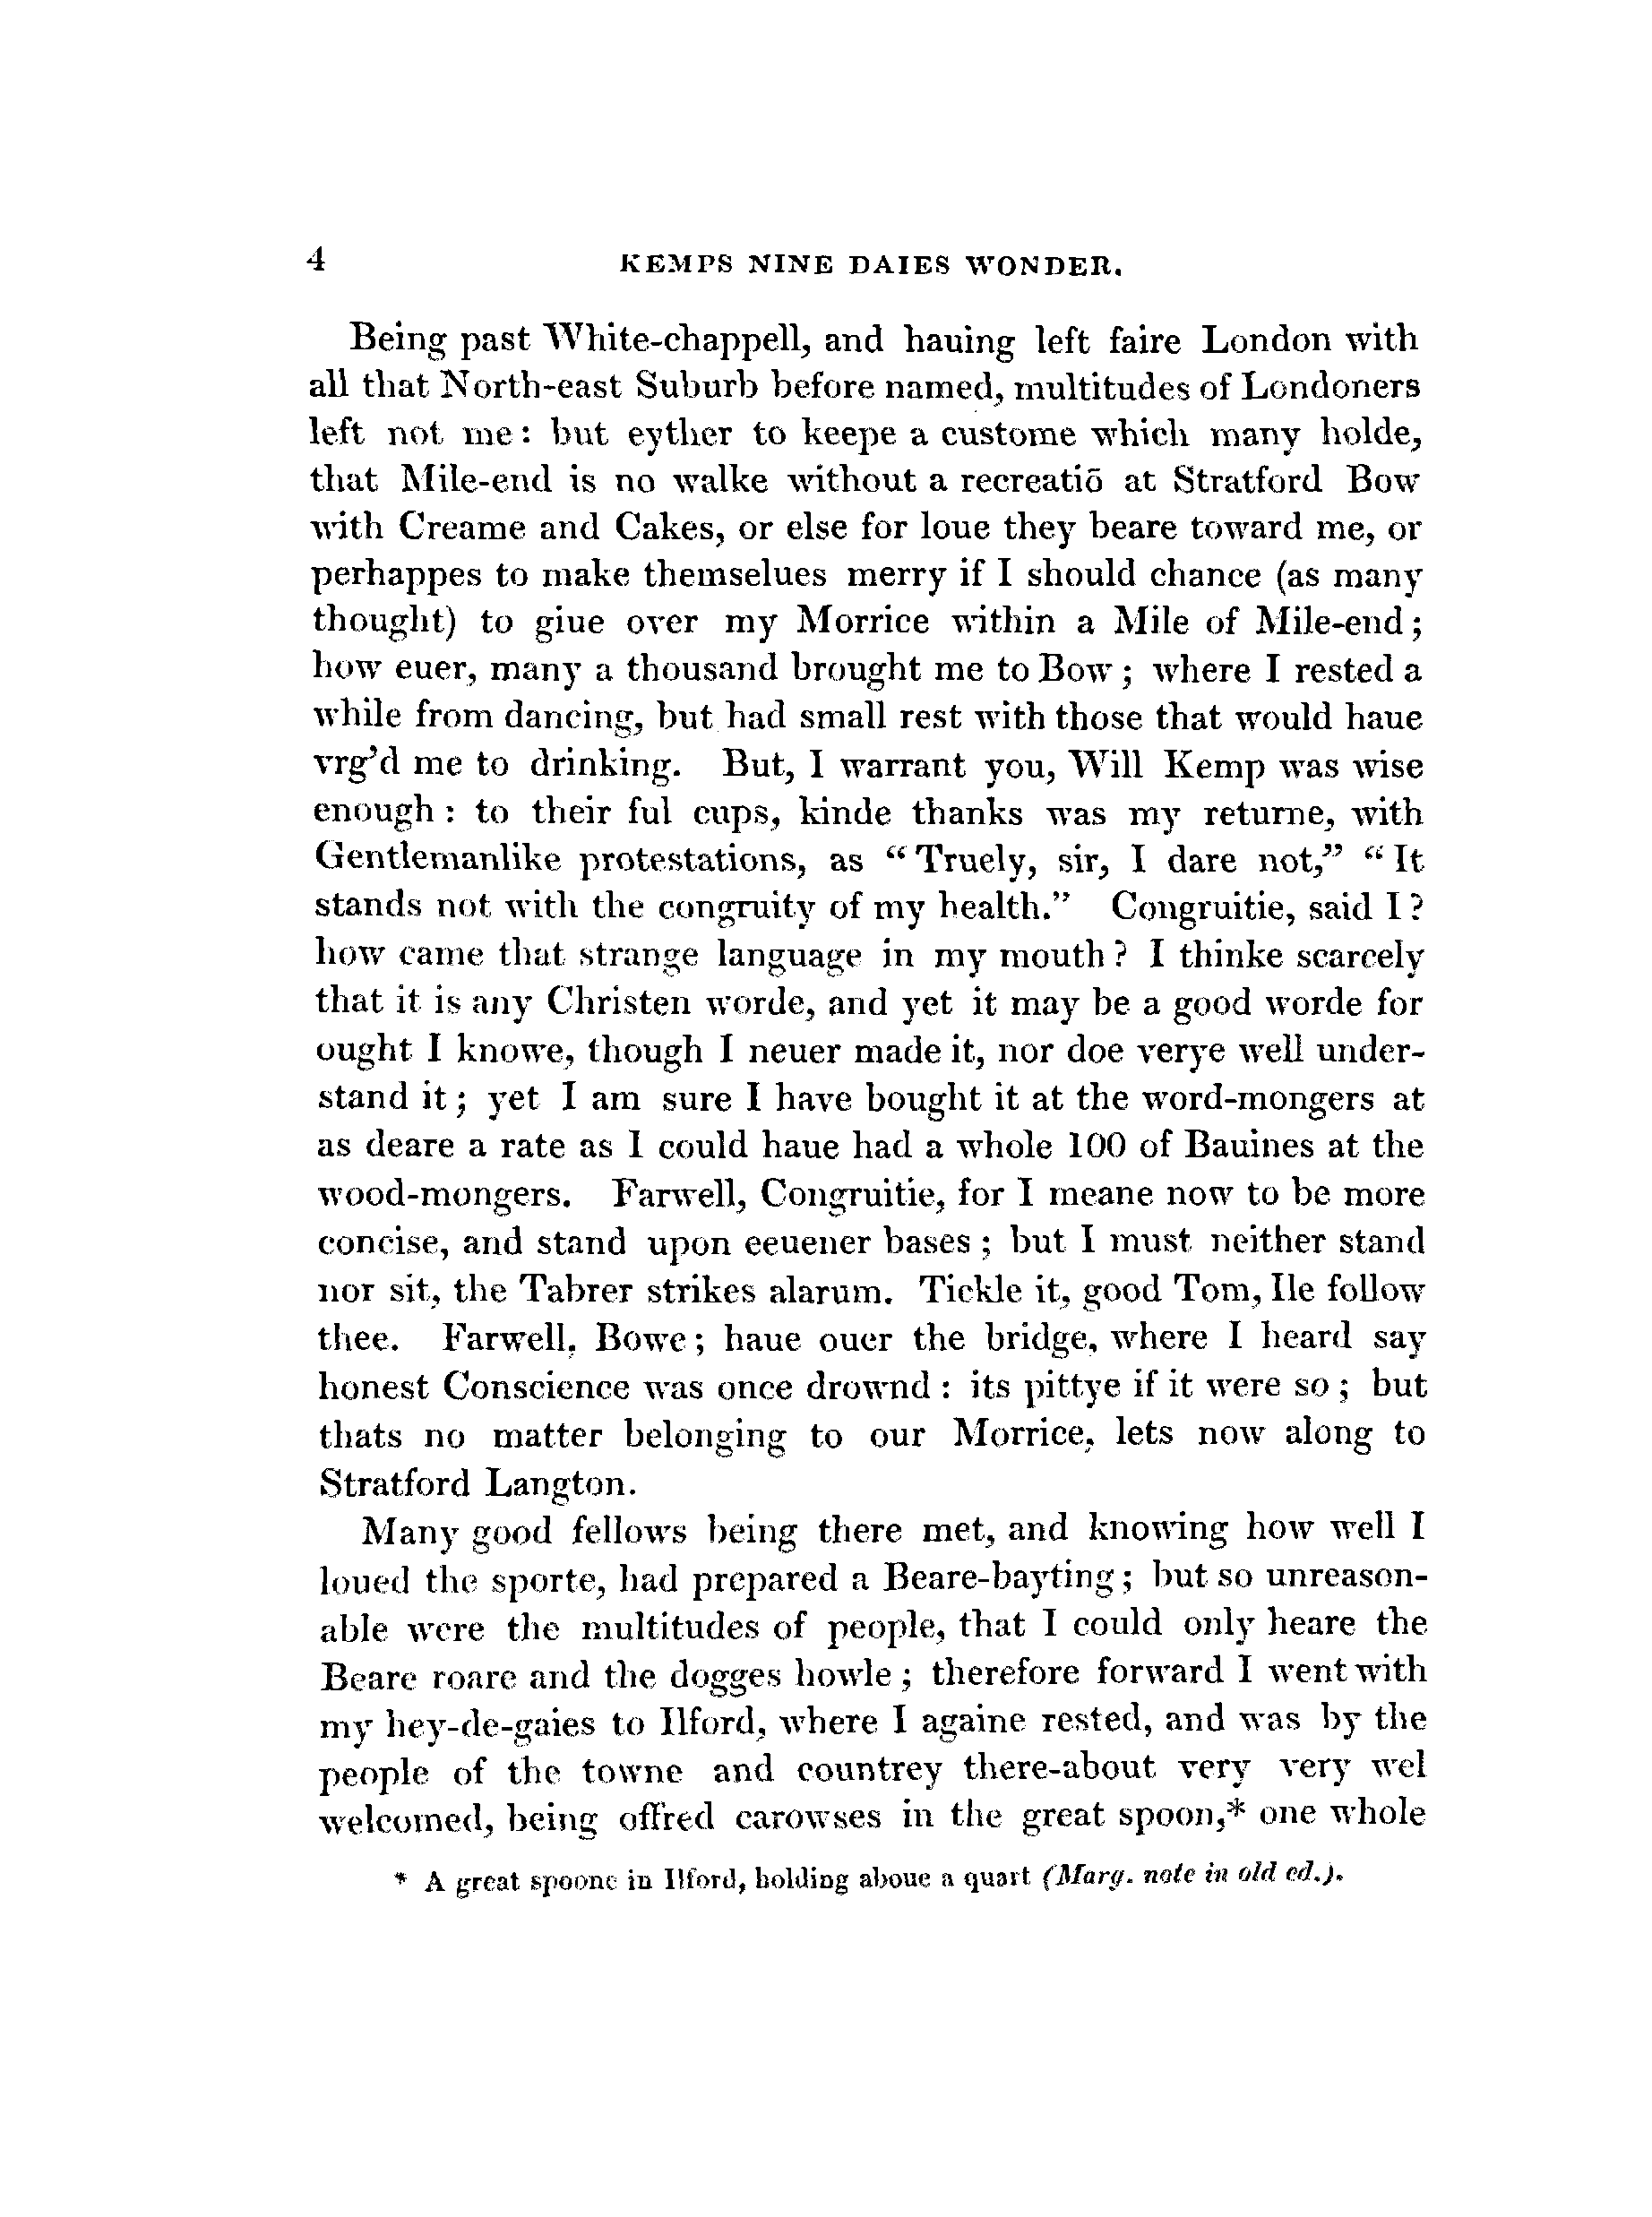 4 KEMPS NINE DAIES WONDER.
Being past White-chappell, and hauing left faire London with
all that North-east Suburb before named, multitudes of Londoners
left not me: but eyther to keepe a custome which many holde,
that Mile-end is no walke without a recreatiō at Stratford Bow
with Creame and Cakes, or else for loue they beare toward me, or
perhappes to make themselues merry if I should chance (as many
thought) to giue over my Morrice within a Mile of Mile-end;
how euer, many a thousand brought me to Bow; where I rested a
while from dancing, but had small rest with those that would haue
vrg'd me to drinking. But, I warrant you, Will Kemp was wise
enough: to their ful cups, kinde thanks was my returne, with
Gentlemanlike protestations, as “Truely, sir, I dare not,” “It
stands not with the congruity of my health.” Congruitie, said I?
how came that strange language in my mouth? I thinke scarcely
that it is any Christen worde, and yet it may be a good worde for
ought I knowe, though I neuer made it, nor doe verye well under-
stand it; yet I am sure I have bought it at the word-mongers at
as deare a rate as I could haue had a whole 100 of Bauines at the
wood-mongers. Farwell, Congruitie, for I meane now to be more
concise, and stand upon eeuener bases; but I must neither stand
nor sit, the Tabrer strikes alarum. Tickle it, good Tom, Ile follow
thee. Farwell, Bowe; haue ouer the bridge, where I heard say
honest Conscience was once drownd: its pittye if it were so; but
thats no matter belonging to our Morrice, lets now along to
Stratford Langton.
Many good fellows being there met, and knowing how well I
loued the sporte, had prepared a Beare-bayting; but so unreason-
able were the multitudes of people, that I could only heare the
Beare roare and the dogges howle; therefore forward I went with
my hey-de-gaies to Ilford, where I againe rested, and was by the
people of the towne and countrey there-about very very wel
welcomed, being offred carowses in the great spoon,* one whole
* A great spoone in Ilford, holding aboue a quart (Marg. note in old ed.).